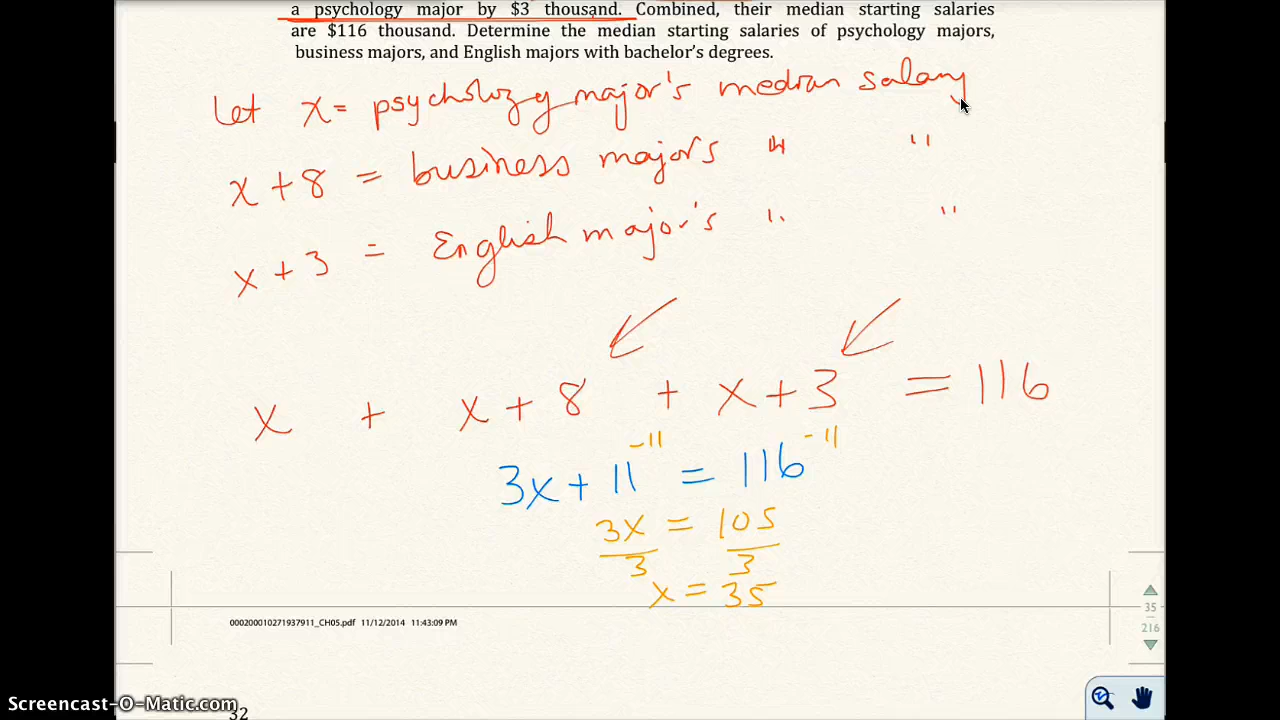 a psychology major by $3 thousand. Combined, their median starting salaries
are $116 thousand. Determine the median starting salaries of psychology majors,
business majors, and English majors with bachelor's degrees.
Let x = psychology major's median salary
x + 8 = business majors " "
x + 3 = English major's " "
x + x + 8 + x + 3 = 116
-11 -11
3x + 11 = 116
3x = 105
3 3
x = 35
000200010271937911_CH05.pdf 11/12/2014 11:43:09 PM
35
216
Screencast-O-Matic.com
32